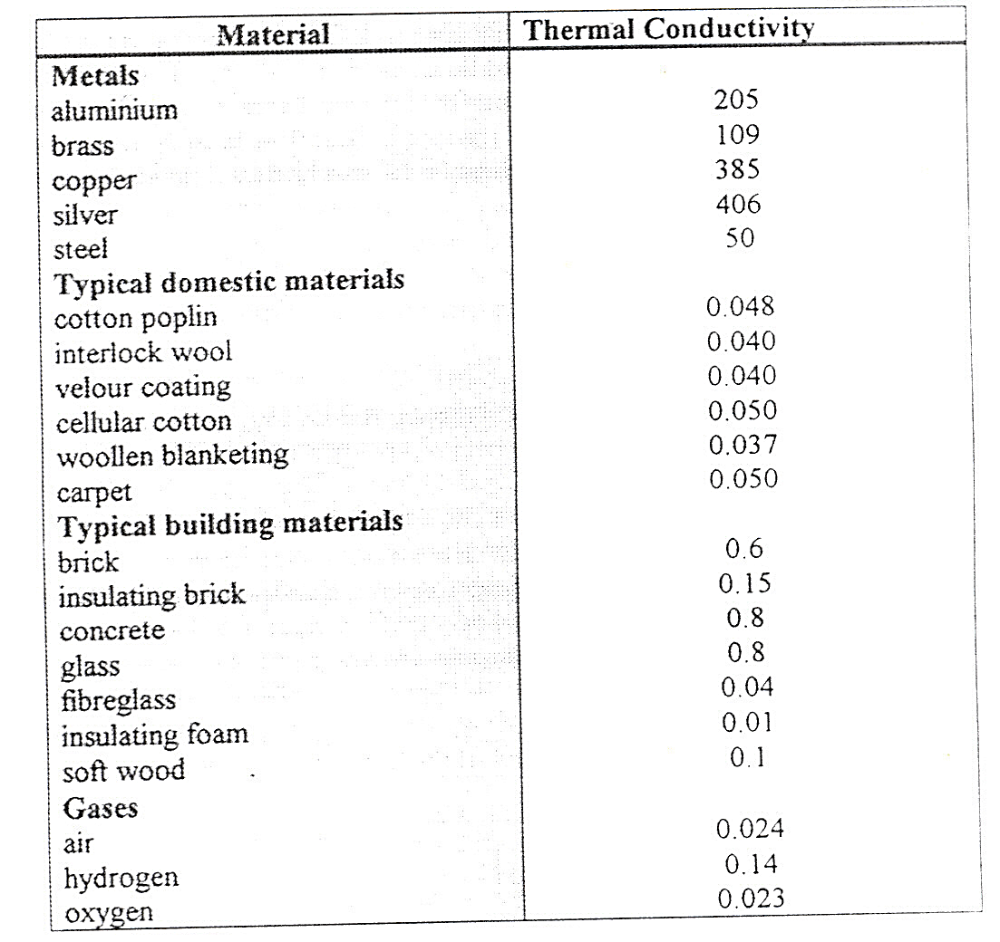 Material Thermal Conductivity
Metals
aluminium 205
brass 109
copper 385
silver 406
steel 50
Typical domestic materials
cotton poplin 0.048
interlock wool 0.040
velour coating 0.040
cellular cotton 0.050
woollen blanketing 0.037
carpet 0.050
Typical building materials
brick 0.6
insulating brick 0.15
concrete 0.8
glass 0.8
fibreglass 0.04
insulating foam 0.01
soft wood 0.1
Gases
air 0.024
hydrogen 0.14
oxygen 0.023